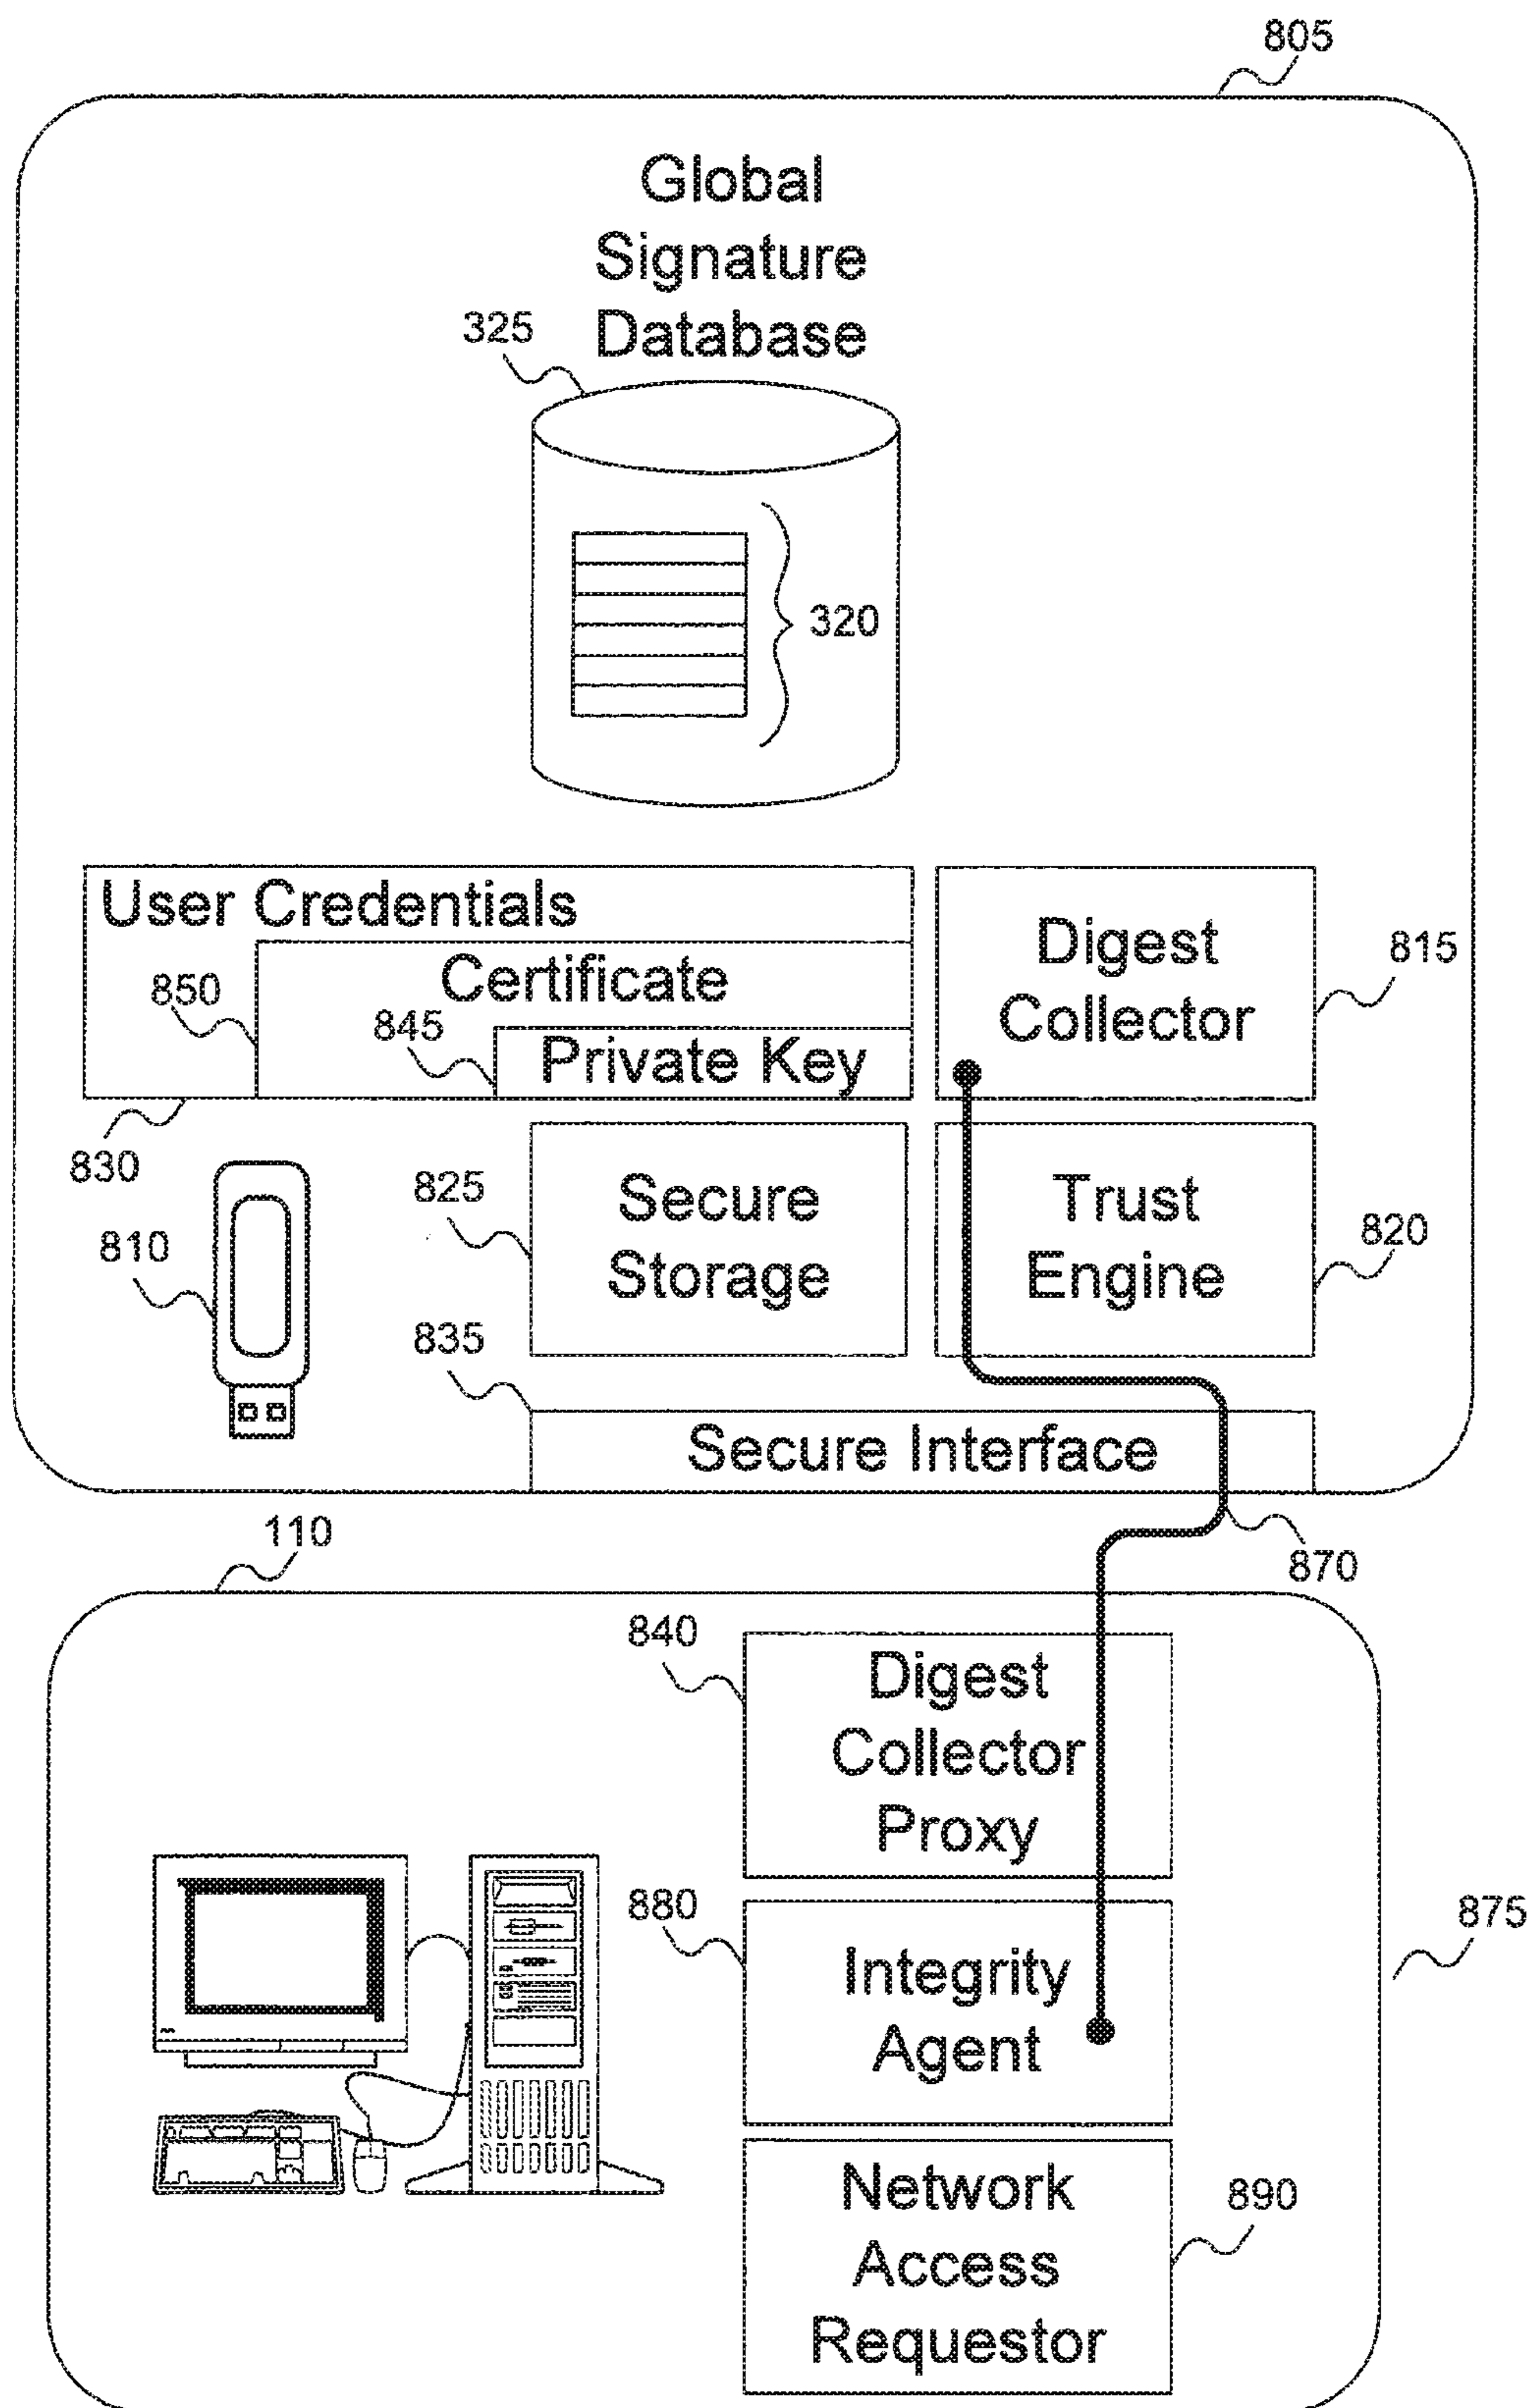 805
Global
Signature
Database
325
320
User Credentials
Certificate
850
845
Private Key
830
Digest
Collector
815
810
825
Secure
Storage
Trust
Engine
820
835
Secure Interface
870
110
840
Digest
Collector
Proxy
880
Integrity
Agent
875
Network
Access
Requestor
890